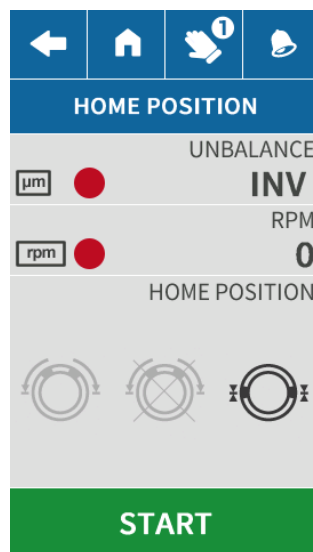 1
HOME POSITION
UNBALANCE
µm
INV
RPM
rpm
0
HOME POSITION
START